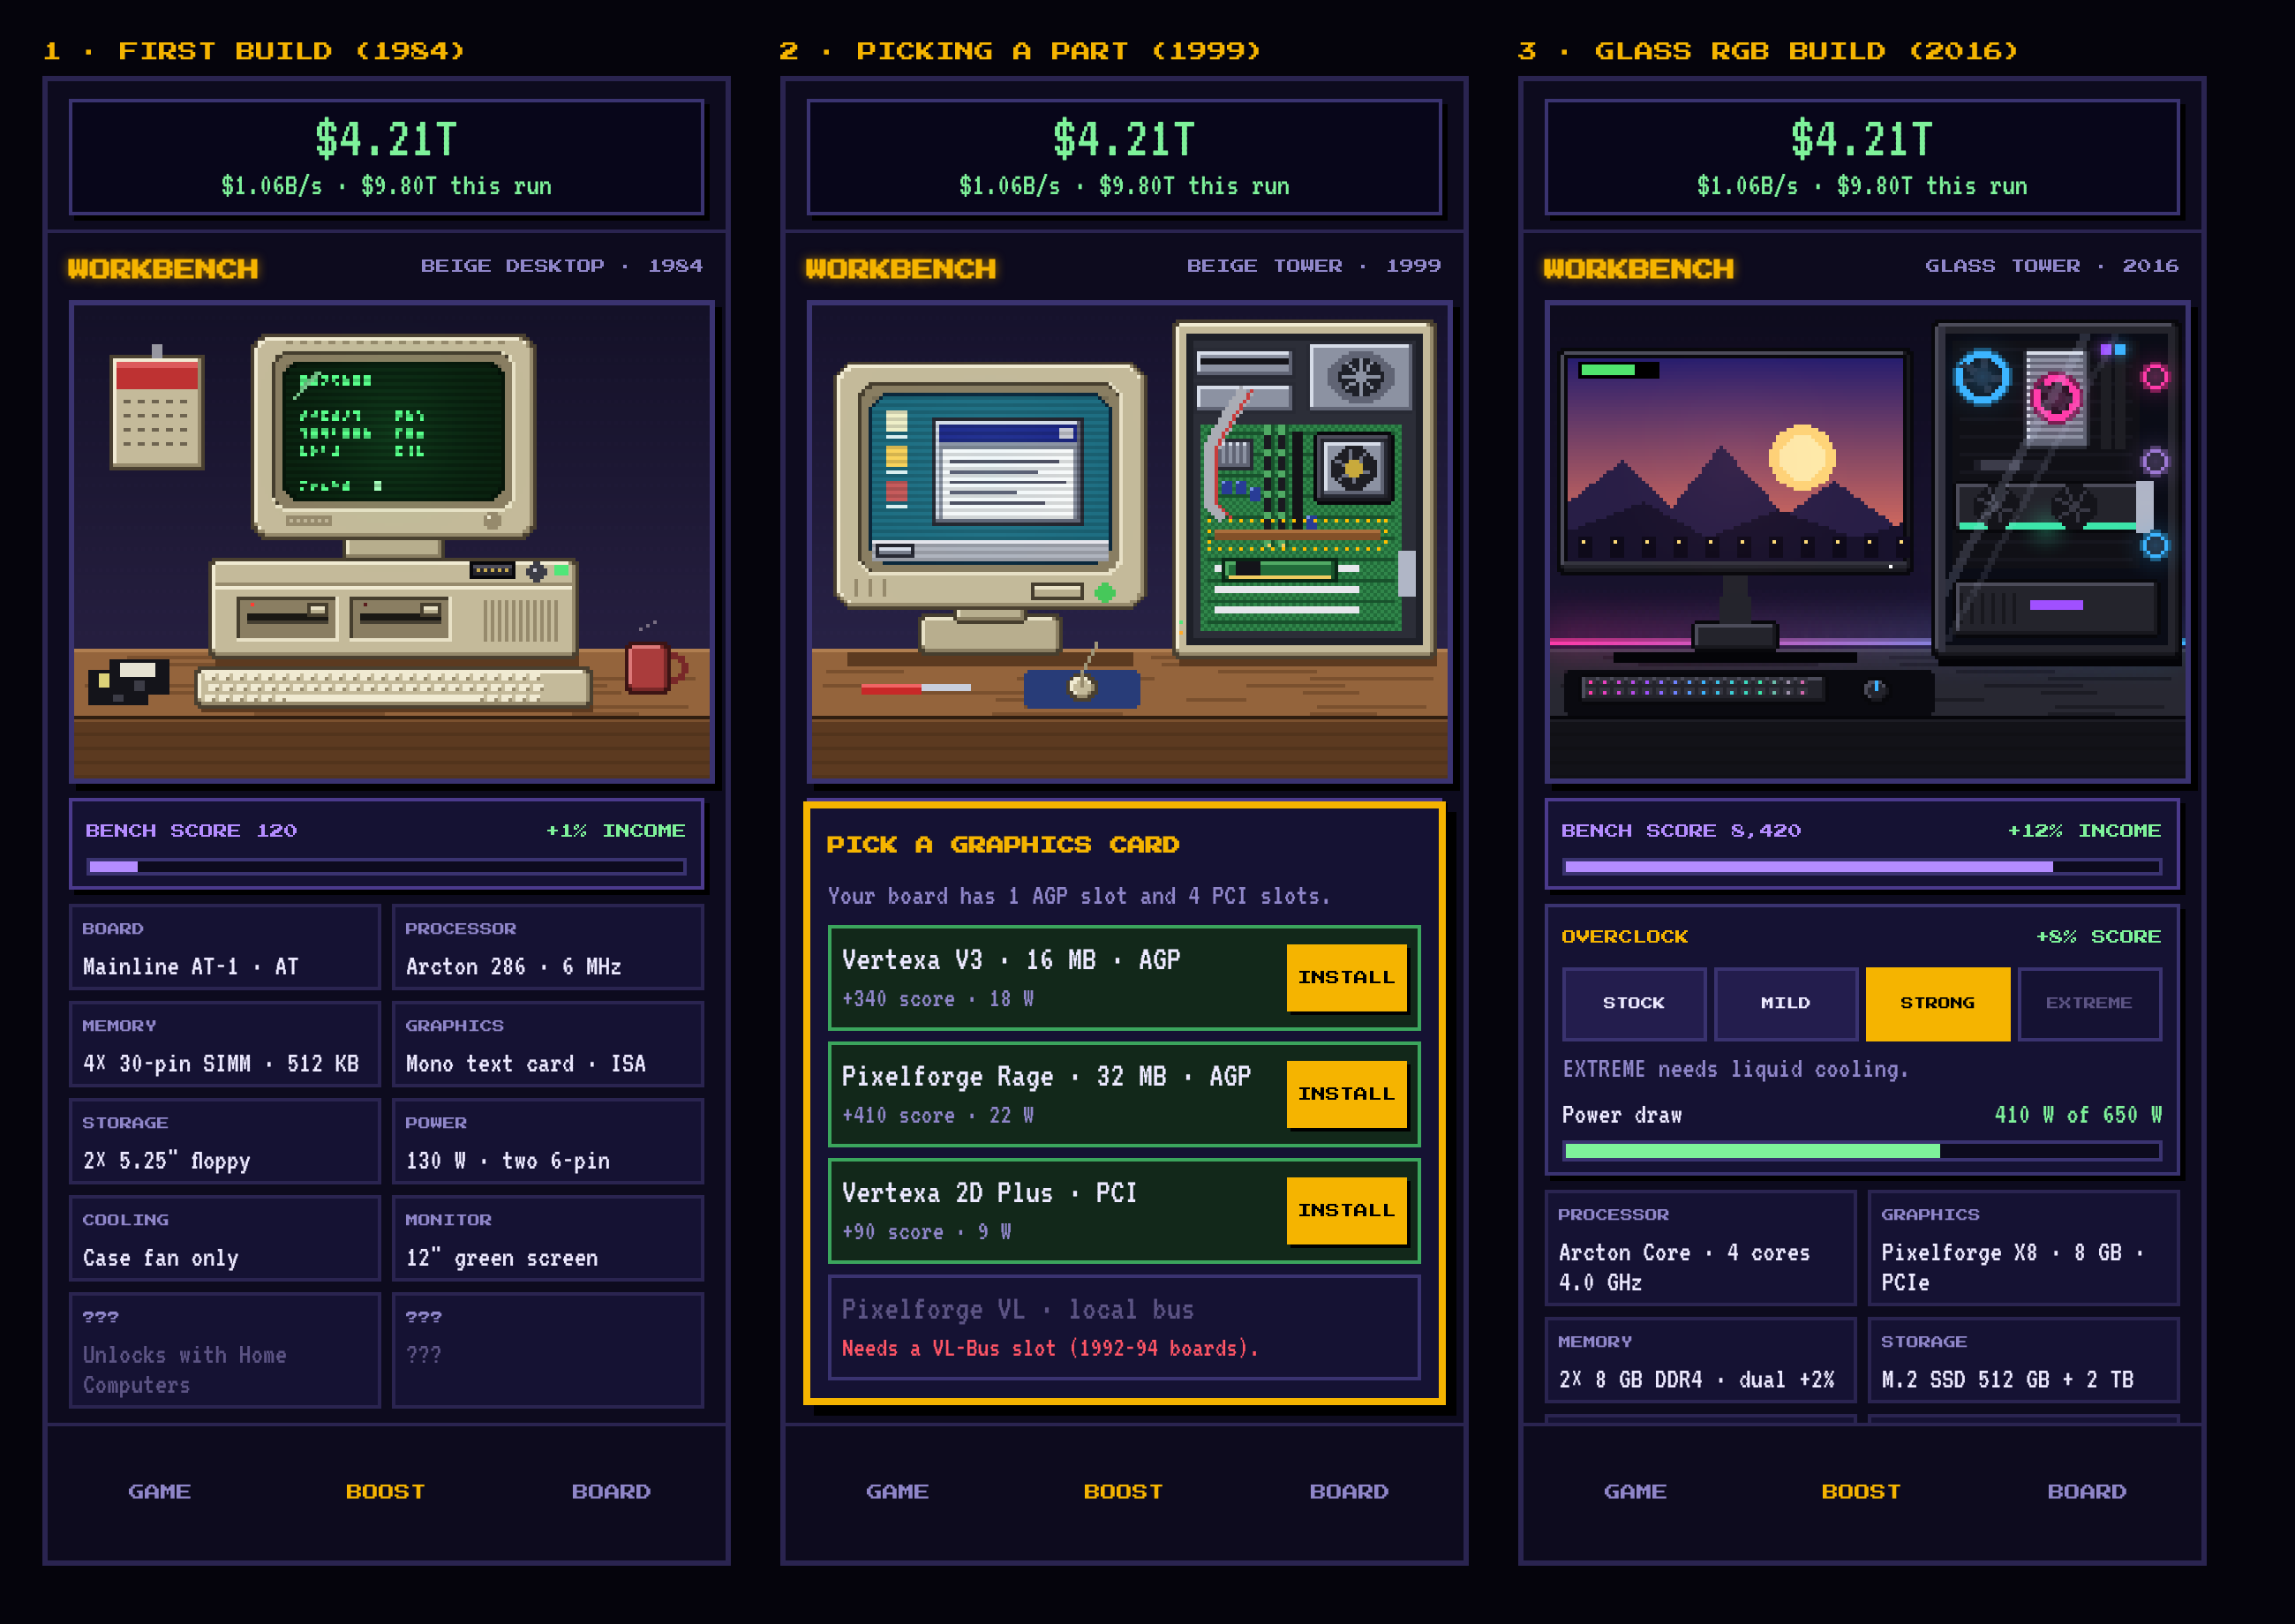 1 · FIRST BUILD (1984)
$4.21T
$1.06B/s · $9.80T this run
WORKBENCH
BEIGE DESKTOP · 1984
BENCH SCORE 120
+1% INCOME
BOARD
Mainline AT-1 · AT
PROCESSOR
Arcton 286 · 6 MHz
MEMORY
4X 30-pin SIMM · 512 KB
GRAPHICS
Mono text card · ISA
STORAGE
2X 5.25" floppy
POWER
130 W · two 6-pin
COOLING
Case fan only
MONITOR
12" green screen
???
Unlocks with Home
Computers
???
???
GAME
BOOST
BOARD
2 · PICKING A PART (1999)
$4.21T
$1.06B/s · $9.80T this run
WORKBENCH
BEIGE TOWER · 1999
PICK A GRAPHICS CARD
Your board has 1 AGP slot and 4 PCI slots.
Vertexa V3 · 16 MB · AGP
+340 score · 18 W
INSTALL
Pixelforge Rage · 32 MB · AGP
+410 score · 22 W
INSTALL
Vertexa 2D Plus · PCI
+90 score · 9 W
INSTALL
Pixelforge VL · local bus
Needs a VL-Bus slot (1992-94 boards).
GAME
BOOST
BOARD
3 · GLASS RGB BUILD (2016)
$4.21T
$1.06B/s · $9.80T this run
WORKBENCH
GLASS TOWER · 2016
BENCH SCORE 8,420
+12% INCOME
OVERCLOCK
+8% SCORE
STOCK
MILD
STRONG
EXTREME
EXTREME needs liquid cooling.
Power draw
410 W of 650 W
PROCESSOR
Arcton Core · 4 cores
4.0 GHz
GRAPHICS
Pixelforge X8 · 8 GB ·
PCIe
MEMORY
2X 8 GB DDR4 · dual +2%
STORAGE
M.2 SSD 512 GB + 2 TB
GAME
BOOST
BOARD